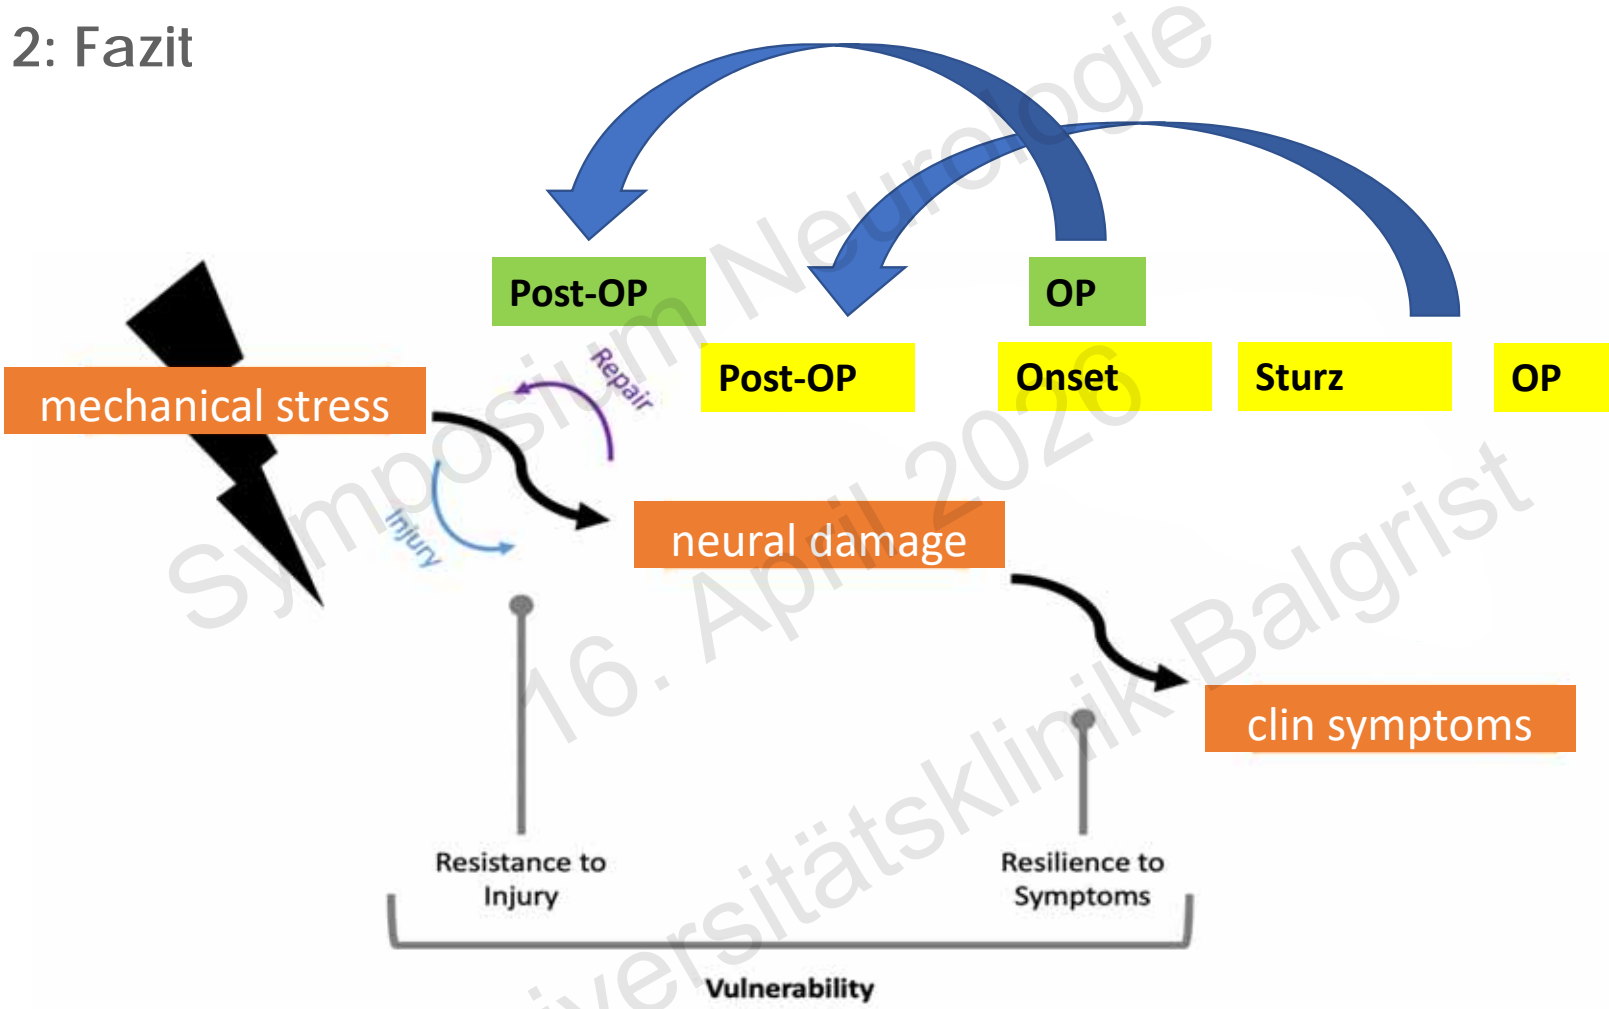 2: Fazit
Post-OP
OP
Post-OP
Onset
Sturz
OP
mechanical stress
Repair
Injury
neural damage
clin symptoms
Resistance to
Injury
Resilience to
Symptoms
Vulnerability
Symposium Neurologie
16. April 2026
iversitätsklinik Balgrist